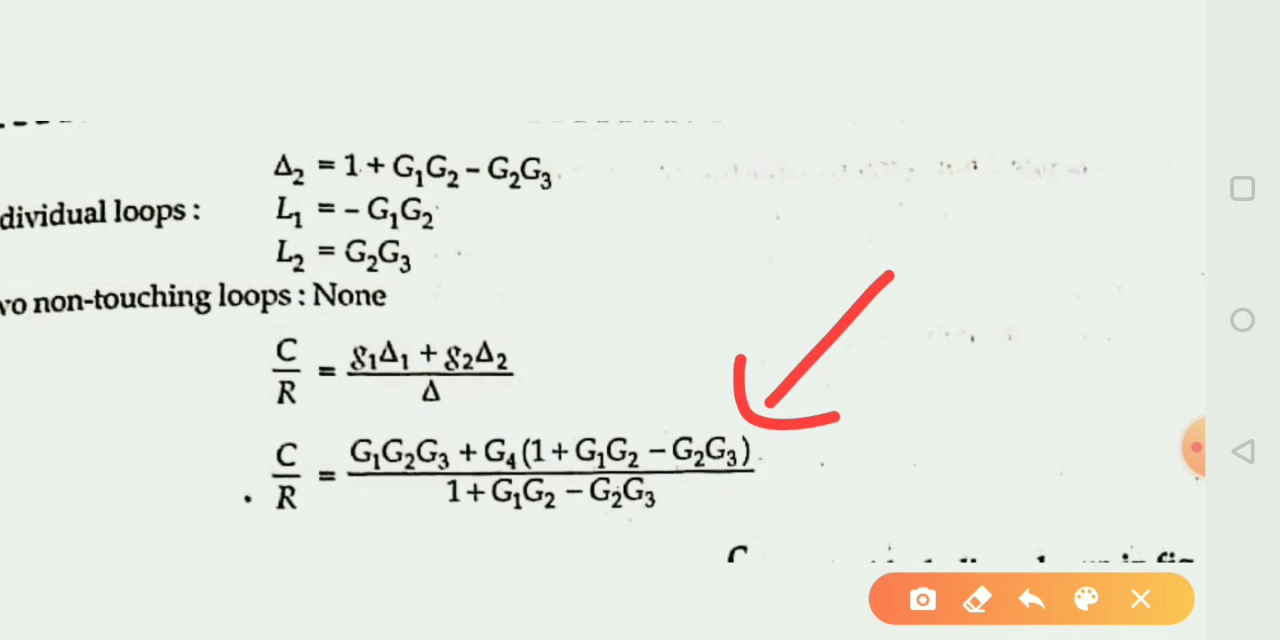 Δ₂ = 1 + G₁G₂ − G₂G₃
dividual loops : L₁ = − G₁G₂
L₂ = G₂G₃
vo non-touching loops : None
C/R = (g₁Δ₁ + g₂Δ₂)/Δ
C/R = (G₁G₂G₃ + G₄(1 + G₁G₂ − G₂G₃))/(1 + G₁G₂ − G₂G₃)